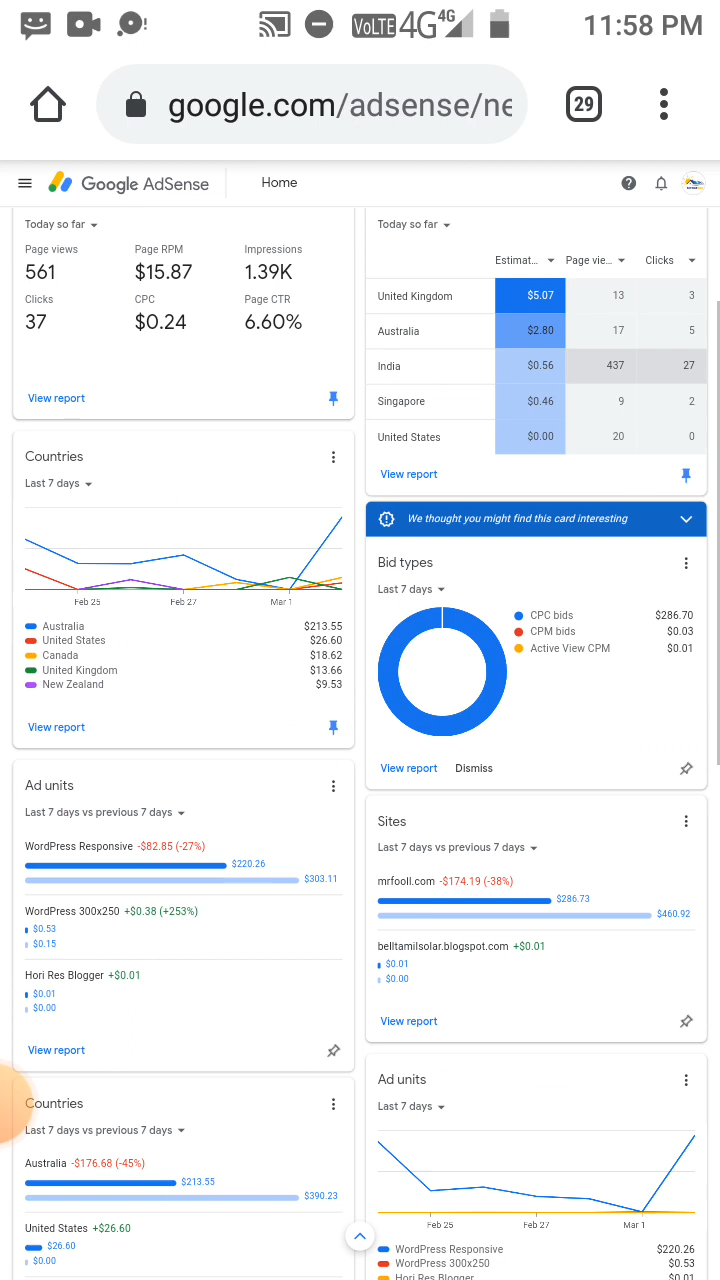 VoLTE 4G 4G 11:58 PM
google.com/adsense/ne
29
Google AdSense Home
Today so far
Page views Page RPM Impressions
561 $15.87 1.39K
Clicks CPC Page CTR
37 $0.24 6.60%
View report
Today so far
Estimat... Page vie... Clicks
United Kingdom $5.07 13 3
Australia $2.80 17 5
India $0.56 437 27
Singapore $0.46 9 2
United States $0.00 20 0
View report
Countries
Last 7 days
Feb 25 Feb 27 Mar 1
Australia $213.55
United States $26.60
Canada $18.62
United Kingdom $13.66
New Zealand $9.53
View report
We thought you might find this card interesting
Bid types
Last 7 days
CPC bids $286.70
CPM bids $0.03
Active View CPM $0.01
View report Dismiss
Ad units
Last 7 days vs previous 7 days
WordPress Responsive -$82.85 (-27%)
$220.26
$303.11
WordPress 300x250 +$0.38 (+253%)
$0.53
$0.15
Hori Res Blogger +$0.01
$0.01
$0.00
View report
Sites
Last 7 days vs previous 7 days
mrfooll.com -$174.19 (-38%)
$286.73
$460.92
belltamilsolar.blogspot.com +$0.01
$0.01
$0.00
View report
Countries
Last 7 days vs previous 7 days
Australia -$176.68 (-45%)
$213.55
$390.23
United States +$26.60
$26.60
$0.00
Ad units
Last 7 days
Feb 25 Feb 27 Mar 1
WordPress Responsive $220.26
WordPress 300x250 $0.53
Hori Res Blogger $0.01